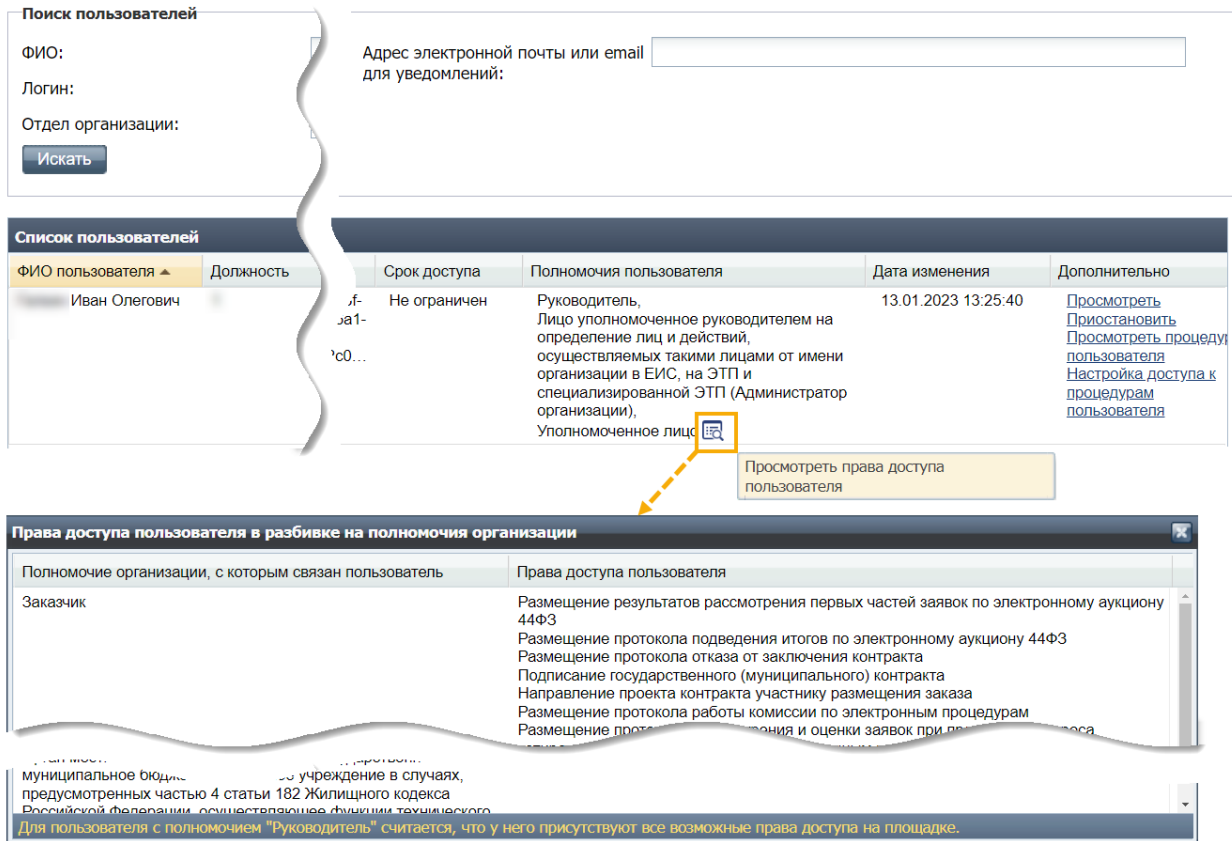 Поиск пользователей
ФИО:
Адрес электронной почты или email
для уведомлений:
Логин:
Отдел организации:
Искать
Список пользователей
ФИО пользователя
Должность
Срок доступа
Полномочия пользователя
Дата изменения
Дополнительно
Иван Олегович
Не ограничен
Руководитель,
Лицо уполномоченное руководителем на
определение лиц и действий,
осуществляемых такими лицами от имени
организации в ЕИС, на ЭТП и
специализированной ЭТП (Администратор
организации),
Уполномоченное лицо
13.01.2023 13:25:40
Просмотреть
Приостановить
Просмотреть процедур
пользователя
Настройка доступа к
процедурам
пользователя
Просмотреть права доступа
пользователя
Права доступа пользователя в разбивке на полномочия организации
Полномочие организации, с которым связан пользователь
Права доступа пользователя
Заказчик
Размещение результатов рассмотрения первых частей заявок по электронному аукциону
44ФЗ
Размещение протокола подведения итогов по электронному аукциону 44ФЗ
Размещение протокола отказа от заключения контракта
Подписание государственного (муниципального) контракта
Направление проекта контракта участнику размещения заказа
Размещение протокола работы комиссии по электронным процедурам
Размещение и оценки заявок при
муниципальное учреждение в случаях,
предусмотренных частью 4 статьи 182 Жилищного кодекса
Российской Федерации, осуществляющее функции технического
Для пользователя с полномочием "Руководитель" считается, что у него присутствуют все возможные права доступа на площадке.